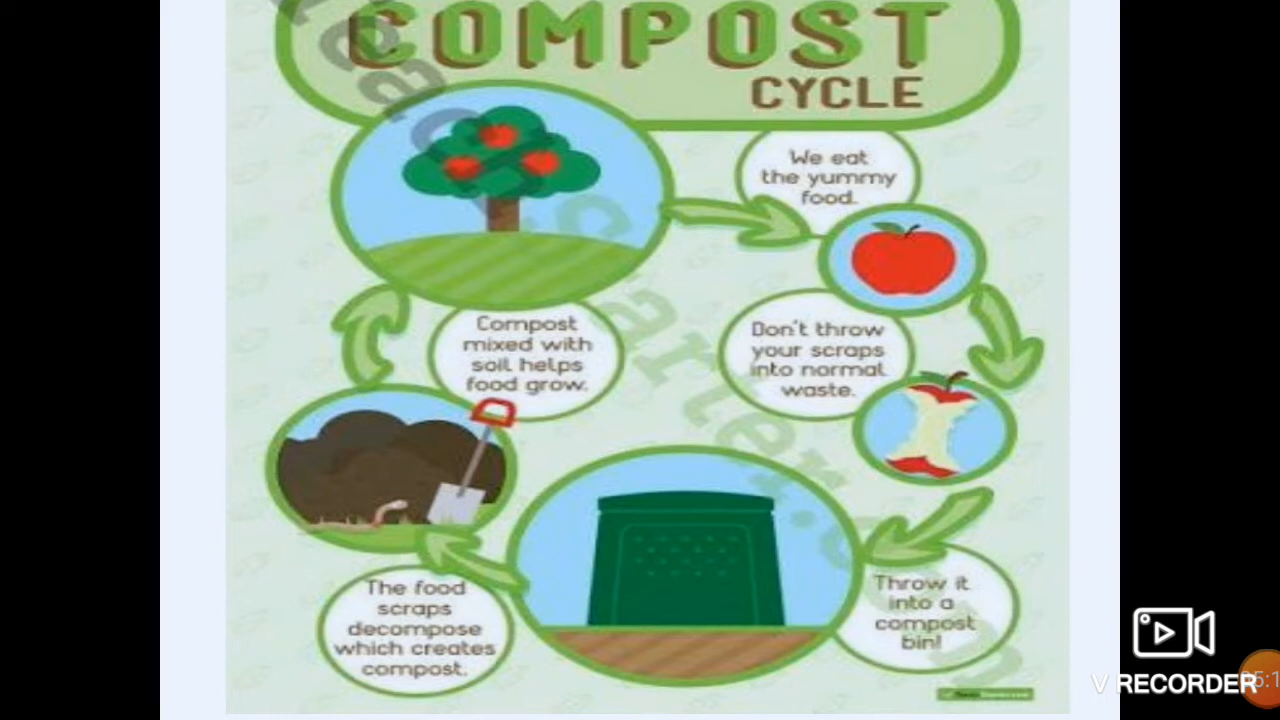 COMPOST
CYCLE
We eat
the yummy
food.
Compost
mixed with
soil helps
food grow.
Don't throw
your scraps
into normal
waste.
The food
scraps
decompose
which creates
compost.
Throw it
into a
compost
bin!
V RECORDER